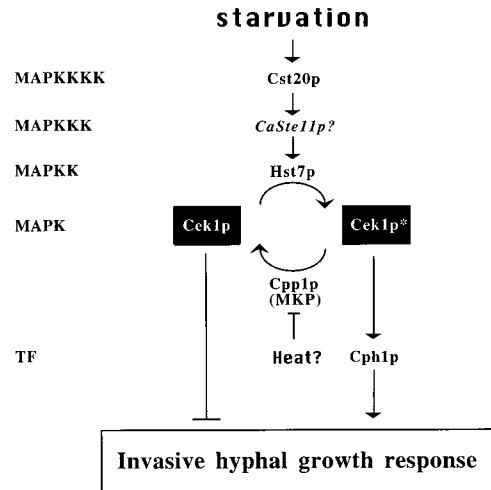 starvation
MAPKKKK Cst20p
MAPKKK CaSte11p?
MAPKK Hst7p
MAPK Cek1p Cek1p*
Cpp1p
(MKP)
TF Heat? Cph1p
Invasive hyphal growth response